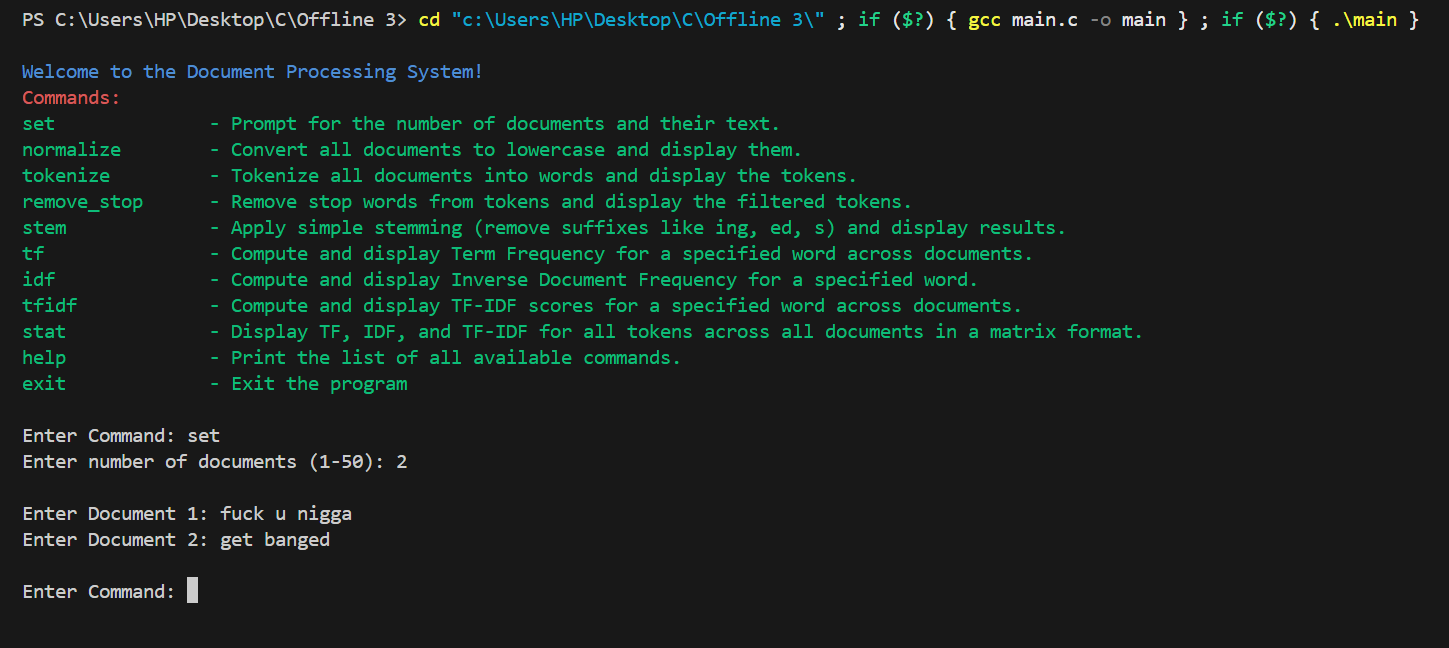 PS C:\Users\HP\Desktop\C\Offline 3> cd "c:\Users\HP\Desktop\C\Offline 3\" ; if ($?) { gcc main.c -o main } ; if ($?) { .\main }
Welcome to the Document Processing System!
Commands:
set - Prompt for the number of documents and their text.
normalize - Convert all documents to lowercase and display them.
tokenize - Tokenize all documents into words and display the tokens.
remove_stop - Remove stop words from tokens and display the filtered tokens.
stem - Apply simple stemming (remove suffixes like ing, ed, s) and display results.
tf - Compute and display Term Frequency for a specified word across documents.
idf - Compute and display Inverse Document Frequency for a specified word.
tfidf - Compute and display TF-IDF scores for a specified word across documents.
stat - Display TF, IDF, and TF-IDF for all tokens across all documents in a matrix format.
help - Print the list of all available commands.
exit - Exit the program
Enter Command: set
Enter number of documents (1-50): 2
Enter Document 1: fuck u nigga
Enter Document 2: get banged
Enter Command: